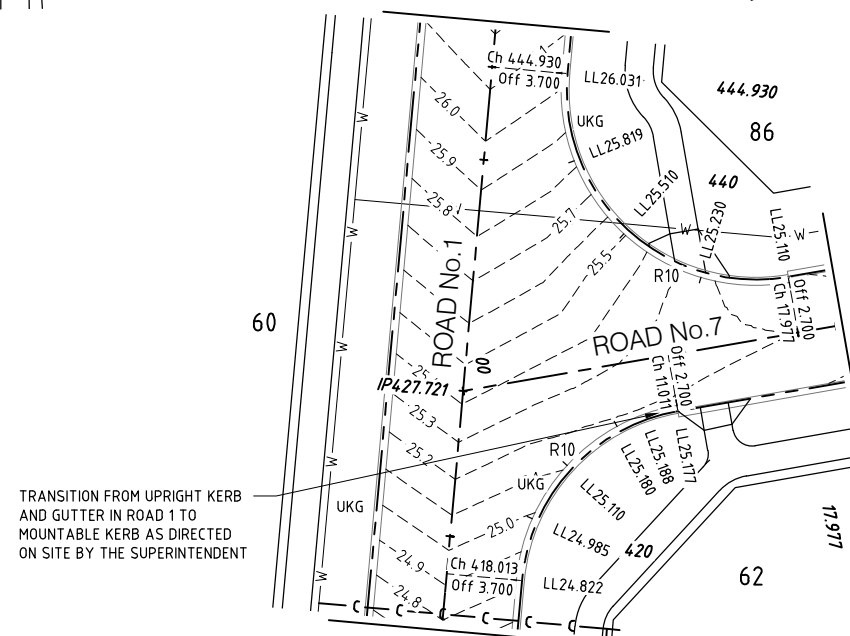 Ch 444.930
Off 3.700
LL26.031
444.930
26.0
UKG
86
W
LL25.819
25.9
440
LL25.510
25.8
25.7
LL25.230
LL25.110
W
W
W
25.5
R10
Ch 17.977
Off 2.700
ROAD No.1
60
ROAD No.7
W
00
Ch 11.011
Off 2.700
IP427.721
25.3
25.2
R10
W
UKG
LL25.180
LL25.188
LL25.177
TRANSITION FROM UPRIGHT KERB
AND GUTTER IN ROAD 1 TO
MOUNTABLE KERB AS DIRECTED
ON SITE BY THE SUPERINTENDENT
UKG
LL25.110
17.977
25.0
LL24.985
420
24.9
Ch 418.013
Off 3.700
LL24.822
62
W
24.8
C C C C C